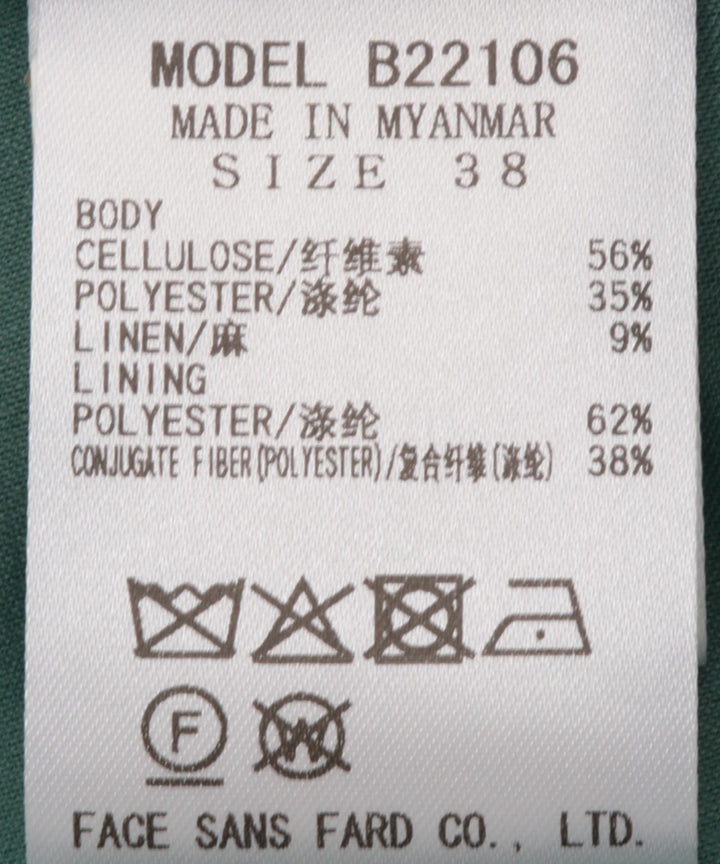 MODEL B22106
MADE IN MYANMAR
SIZE 38
BODY
CELLULOSE/纤维素 56%
POLYESTER/涤纶 35%
LINEN/麻 9%
LINING
POLYESTER/涤纶 62%
CONJUGATE FIBER(POLYESTER)/复合纤维(涤纶) 38%
F W
FACE SANS FARD CO., LTD.